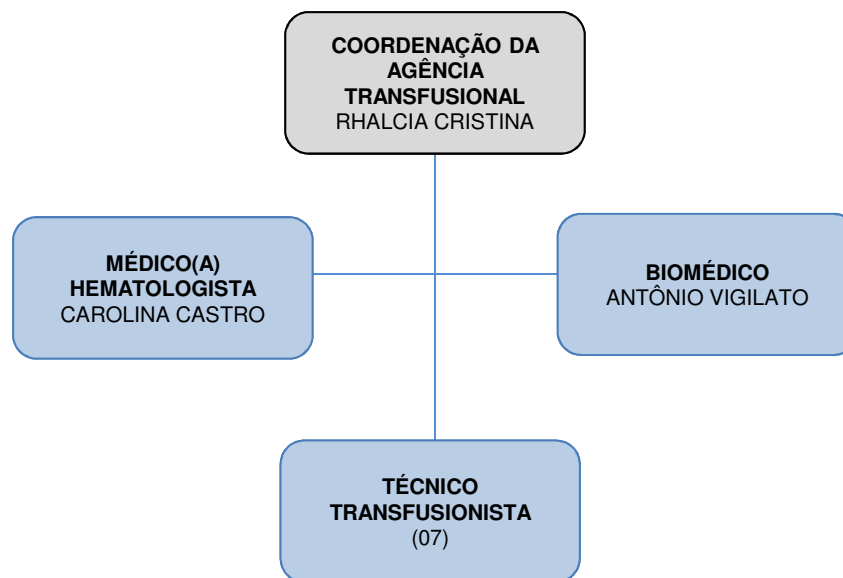 COORDENAÇÃO DA
AGÊNCIA
TRANSFUSIONAL
RHALCIA CRISTINA
MÉDICO(A)
HEMATOLOGISTA
CAROLINA CASTRO
BIOMÉDICO
ANTÔNIO VIGILATO
TÉCNICO
TRANSFUSIONISTA
(07)